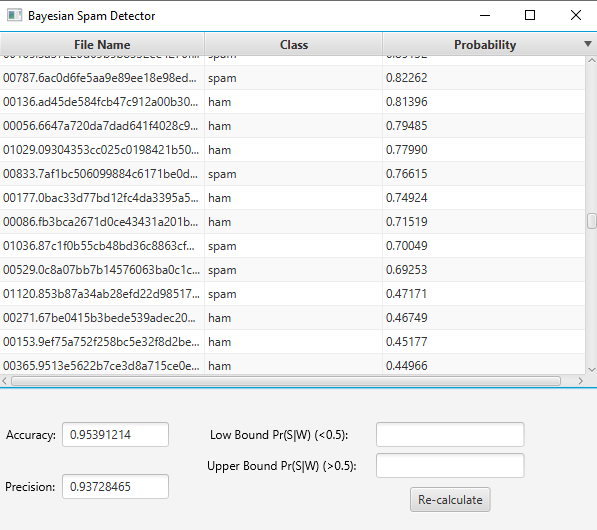 Bayesian Spam Detector
File Name Class Probability
spam
00787.6ac0d6fe5aa9e89ee18e98ed... spam 0.82262
00136.ad45de584fcb47c912a00b30... ham 0.81396
00056.6647a720da7dad641f4028c9... ham 0.79485
01029.09304353cc025c0198421b50... ham 0.77990
00833.7af1bc506099884c6171be0d... spam 0.76615
00177.0bac33d77bd12fc4da3395a5... ham 0.74924
00086.fb3bca2671d0ce43431a201b... ham 0.71519
01036.87c1f0b55cb48bd36c8863cf... spam 0.70049
00529.0c8a07bb7b14576063ba0c1c... spam 0.69253
01120.853b87a34ab28efd22d98517... spam 0.47171
00271.67be0415b3bede539adec20... ham 0.46749
00153.9ef75a752f258bc5e32f8d2be... ham 0.45177
00365.9513e5622b7ce3d8a715ce0e... ham 0.44966
Accuracy: 0.95391214 Low Bound Pr(S|W) (<0.5):
Upper Bound Pr(S|W) (>0.5):
Precision: 0.93728465
Re-calculate